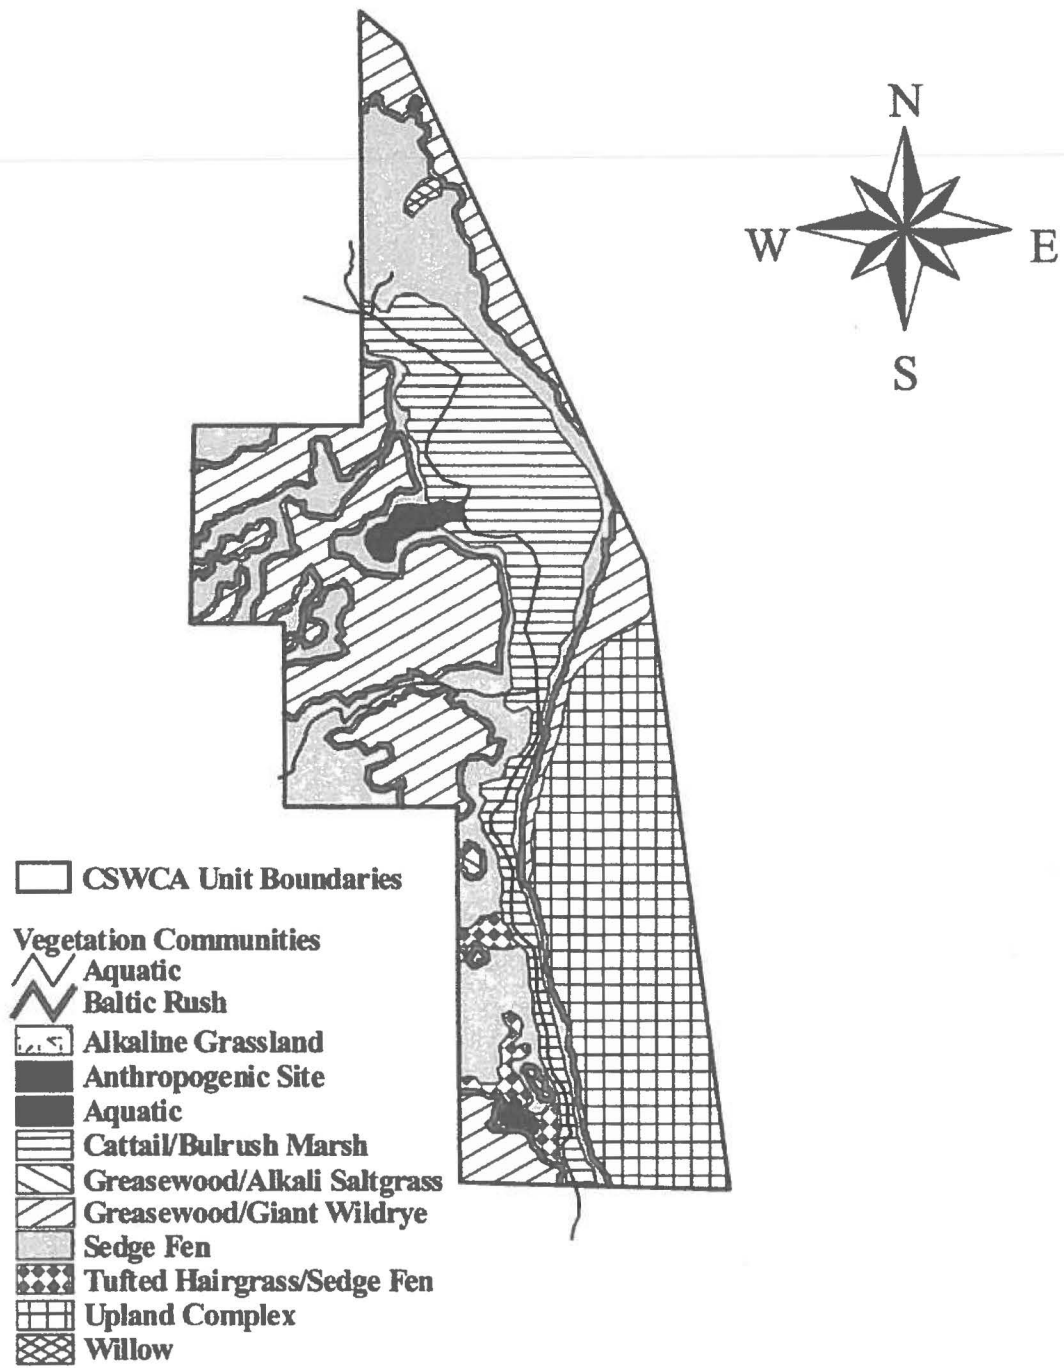 N
W
E
S
CSWCA Unit Boundaries
Vegetation Communities
Aquatic
Baltic Rush
Alkaline Grassland
Anthropogenic Site
Aquatic
Cattail/Bulrush Marsh
Greasewood/Alkali Saltgrass
Greasewood/Giant Wildrye
Sedge Fen
Tufted Hairgrass/Sedge Fen
Upland Complex
Willow